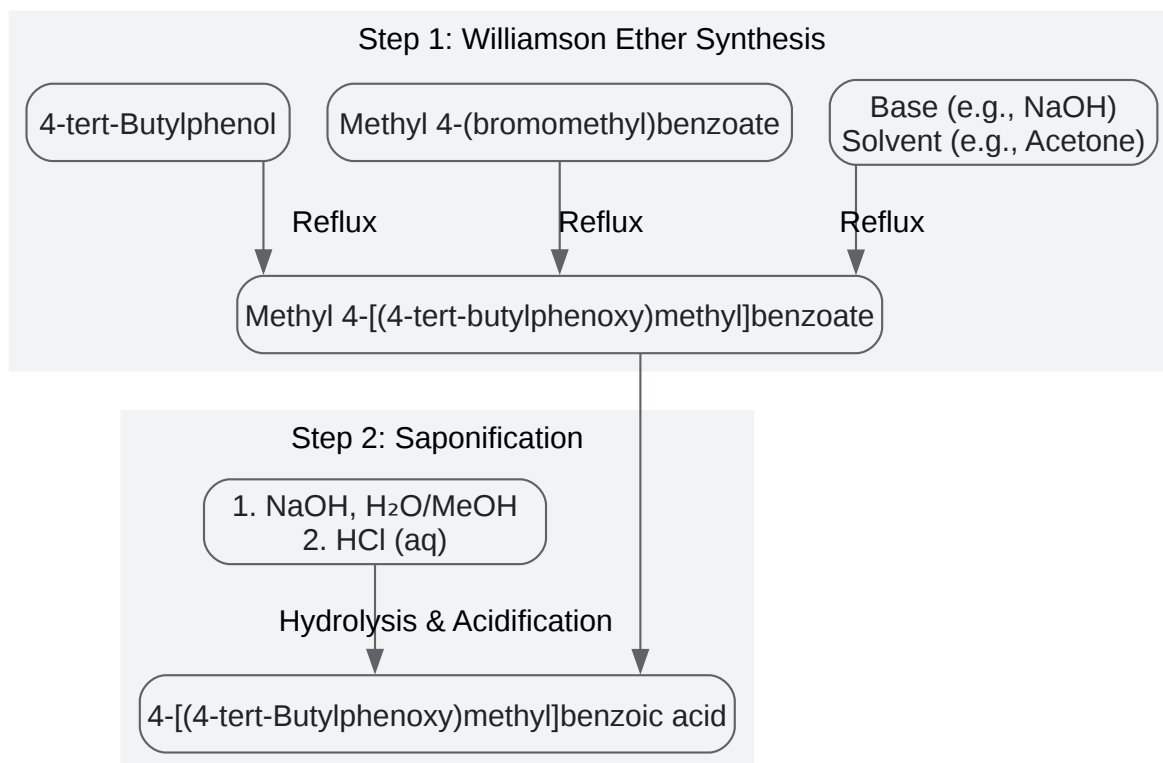 Step 1: Williamson Ether Synthesis
4-tert-Butylphenol
Methyl 4-(bromomethyl)benzoate
Base (e.g., NaOH)
Solvent (e.g., Acetone)
Reflux
Reflux
Reflux
Methyl 4-[(4-tert-butylphenoxy)methyl]benzoate
Step 2: Saponification
1. NaOH, H₂O/MeOH
2. HCl (aq)
Hydrolysis & Acidification
4-[(4-tert-Butylphenoxy)methyl]benzoic acid